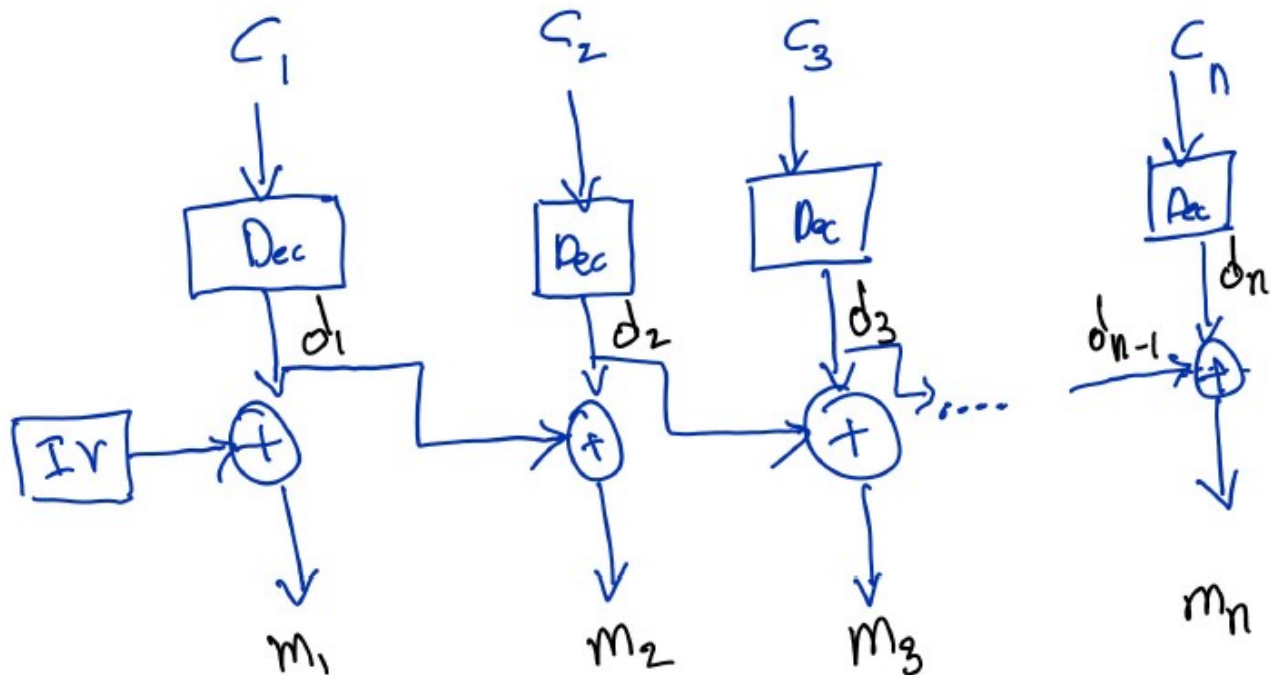 C1 C2 C3 Cn
Dec Dec Dec Dec
d1 d2 d3 dn
dn-1
IV + + + .... +
m1 m2 m3 mn